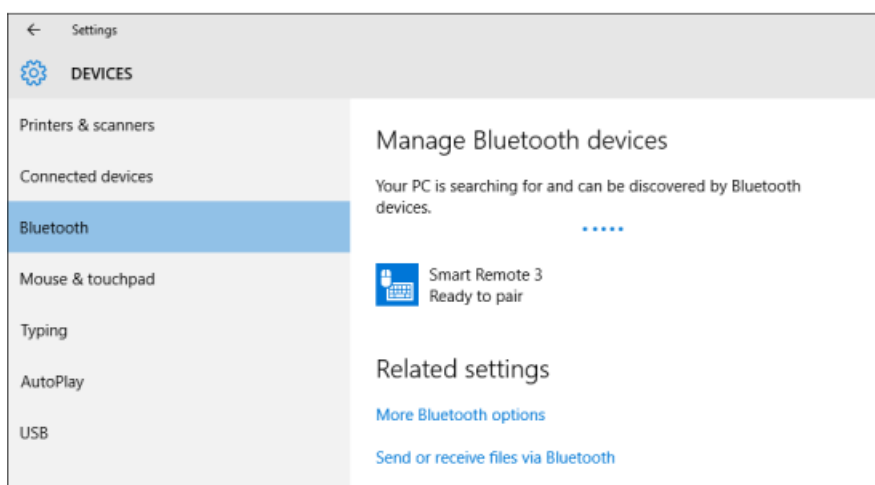 Settings
DEVICES
Printers & scanners
Connected devices
Bluetooth
Mouse & touchpad
Typing
AutoPlay
USB
Manage Bluetooth devices
Your PC is searching for and can be discovered by Bluetooth
devices.
Smart Remote 3
Ready to pair
Related settings
More Bluetooth options
Send or receive files via Bluetooth